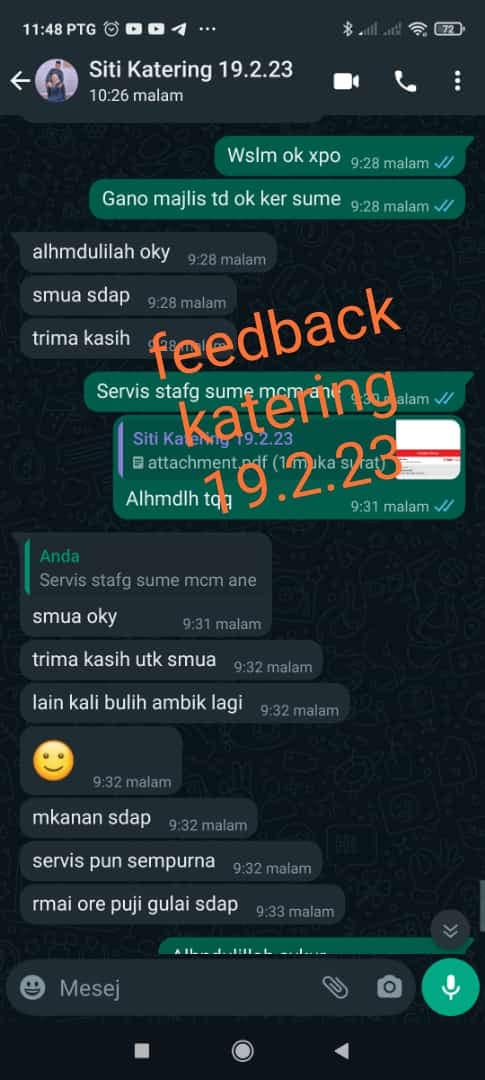 11:48 PTG
72
Siti Katering 19.2.23
10:26 malam
Wslm ok xpo 9:28 malam
Gano majlis td ok ker sume 9:28 malam
alhmdulilah oky 9:28 malam
smua sdap 9:28 malam
trima kasih 9:28 malam
feedback
katering
19.2.23
Servis stafg sume mcm ane 9:30 malam
Siti Katering 19.2.23
attachment.pdf (1 muka surat)
Alhmdlh tqq 9:31 malam
Anda
Servis stafg sume mcm ane
smua oky 9:31 malam
trima kasih utk smua 9:32 malam
lain kali bulih ambik lagi 9:32 malam
9:32 malam
mkanan sdap 9:32 malam
servis pun sempurna 9:32 malam
rmai ore puji gulai sdap 9:33 malam
Mesej